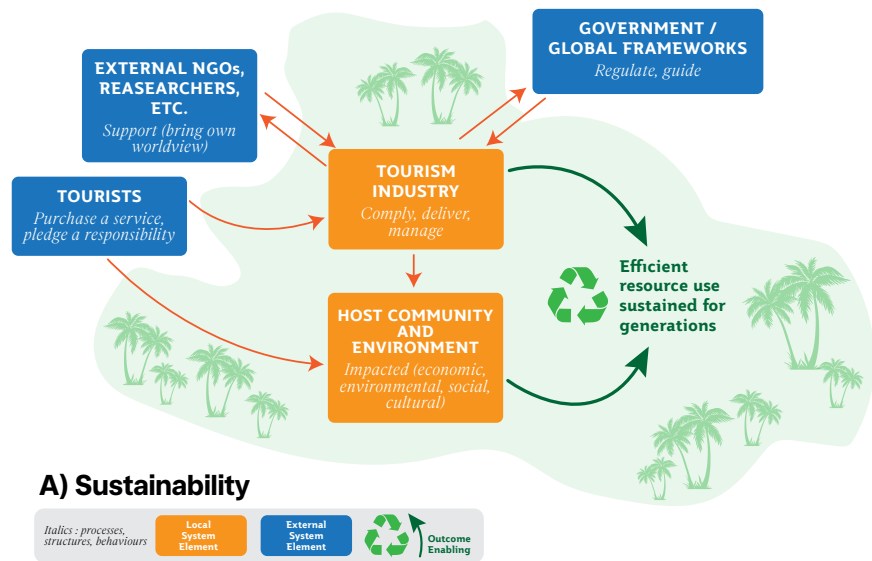 GOVERNMENT /
GLOBAL FRAMEWORKS
Regulate, guide
EXTERNAL NGOs,
REASEARCHERS,
ETC.
Support (bring own
worldview)
TOURISM
INDUSTRY
Comply, deliver,
manage
TOURISTS
Purchase a service,
pledge a responsibility
Efficient
resource use
sustained for
generations
HOST COMMUNITY
AND
ENVIRONMENT
Impacted (economic,
environmental, social,
cultural)
A) Sustainability
Italics : processes,
structures, behaviours
Local
System
Element
External
System
Element
Outcome
Enabling